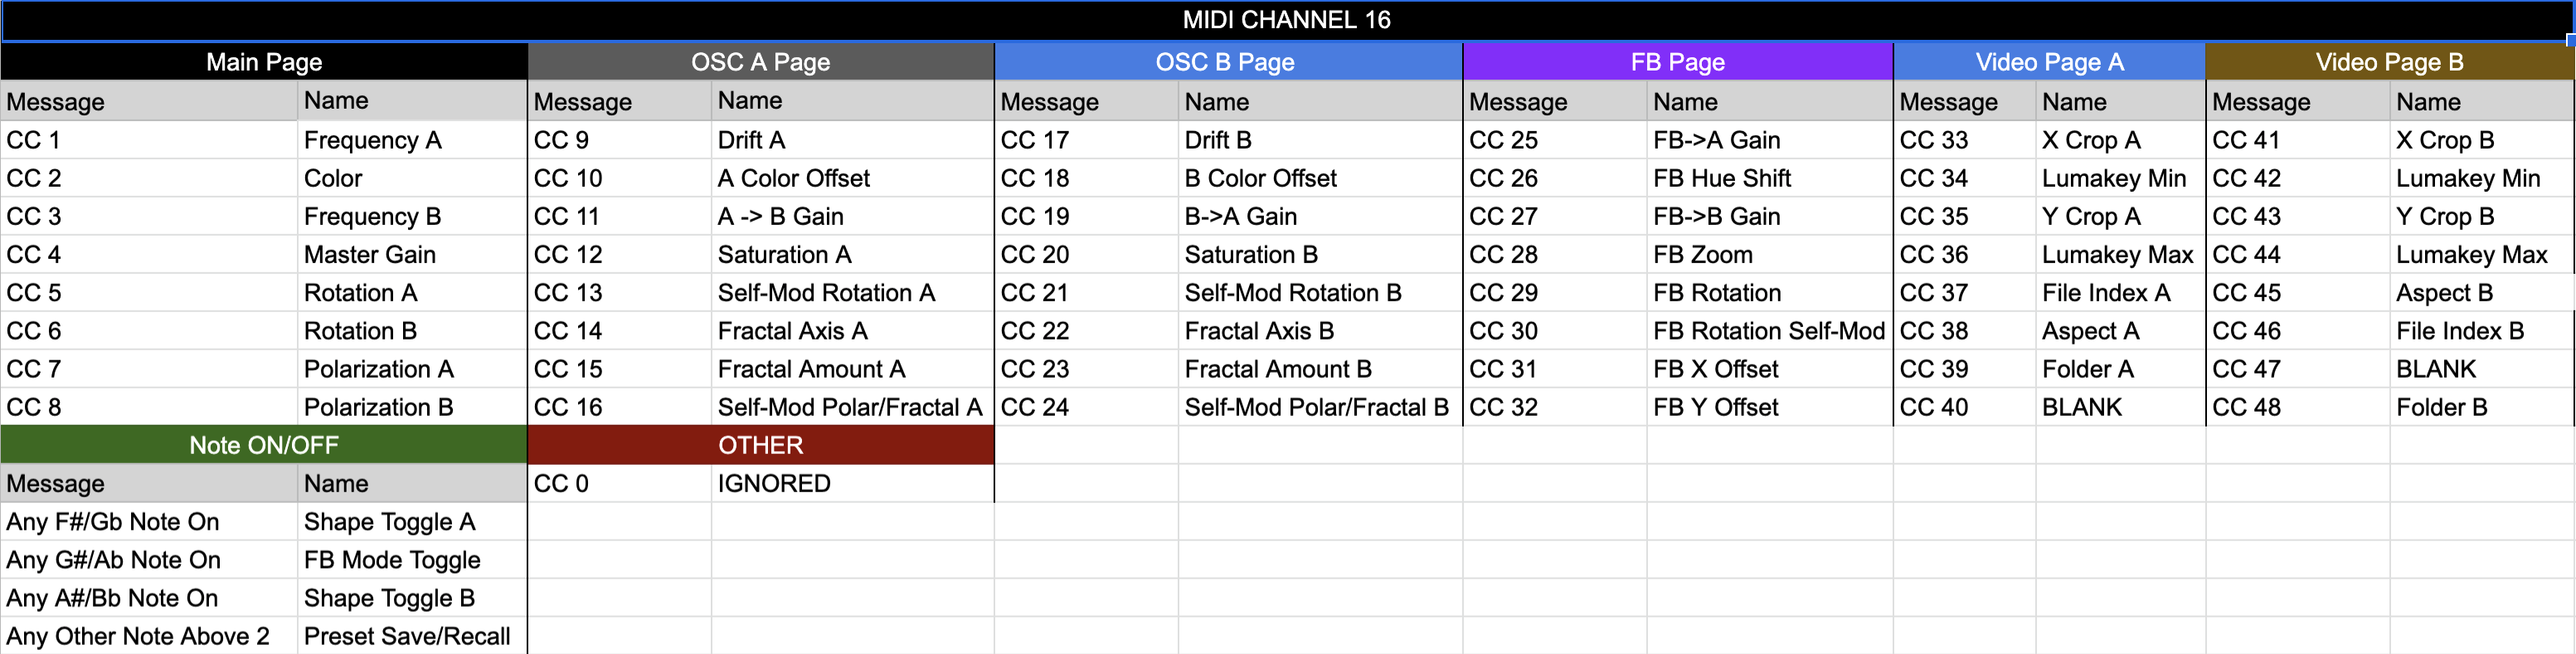 MIDI CHANNEL 16
Main Page OSC A Page OSC B Page FB Page Video Page A Video Page B
Message Name Message Name Message Name Message Name Message Name Message Name
CC 1 Frequency A CC 9 Drift A CC 17 Drift B CC 25 FB->A Gain CC 33 X Crop A CC 41 X Crop B
CC 2 Color CC 10 A Color Offset CC 18 B Color Offset CC 26 FB Hue Shift CC 34 Lumakey Min CC 42 Lumakey Min
CC 3 Frequency B CC 11 A -> B Gain CC 19 B->A Gain CC 27 FB->B Gain CC 35 Y Crop A CC 43 Y Crop B
CC 4 Master Gain CC 12 Saturation A CC 20 Saturation B CC 28 FB Zoom CC 36 Lumakey Max CC 44 Lumakey Max
CC 5 Rotation A CC 13 Self-Mod Rotation A CC 21 Self-Mod Rotation B CC 29 FB Rotation CC 37 File Index A CC 45 Aspect B
CC 6 Rotation B CC 14 Fractal Axis A CC 22 Fractal Axis B CC 30 FB Rotation Self-Mod CC 38 Aspect A CC 46 File Index B
CC 7 Polarization A CC 15 Fractal Amount A CC 23 Fractal Amount B CC 31 FB X Offset CC 39 Folder A CC 47 BLANK
CC 8 Polarization B CC 16 Self-Mod Polar/Fractal A CC 24 Self-Mod Polar/Fractal B CC 32 FB Y Offset CC 40 BLANK CC 48 Folder B
Note ON/OFF OTHER
Message Name CC 0 IGNORED
Any F#/Gb Note On Shape Toggle A
Any G#/Ab Note On FB Mode Toggle
Any A#/Bb Note On Shape Toggle B
Any Other Note Above 2 Preset Save/Recall